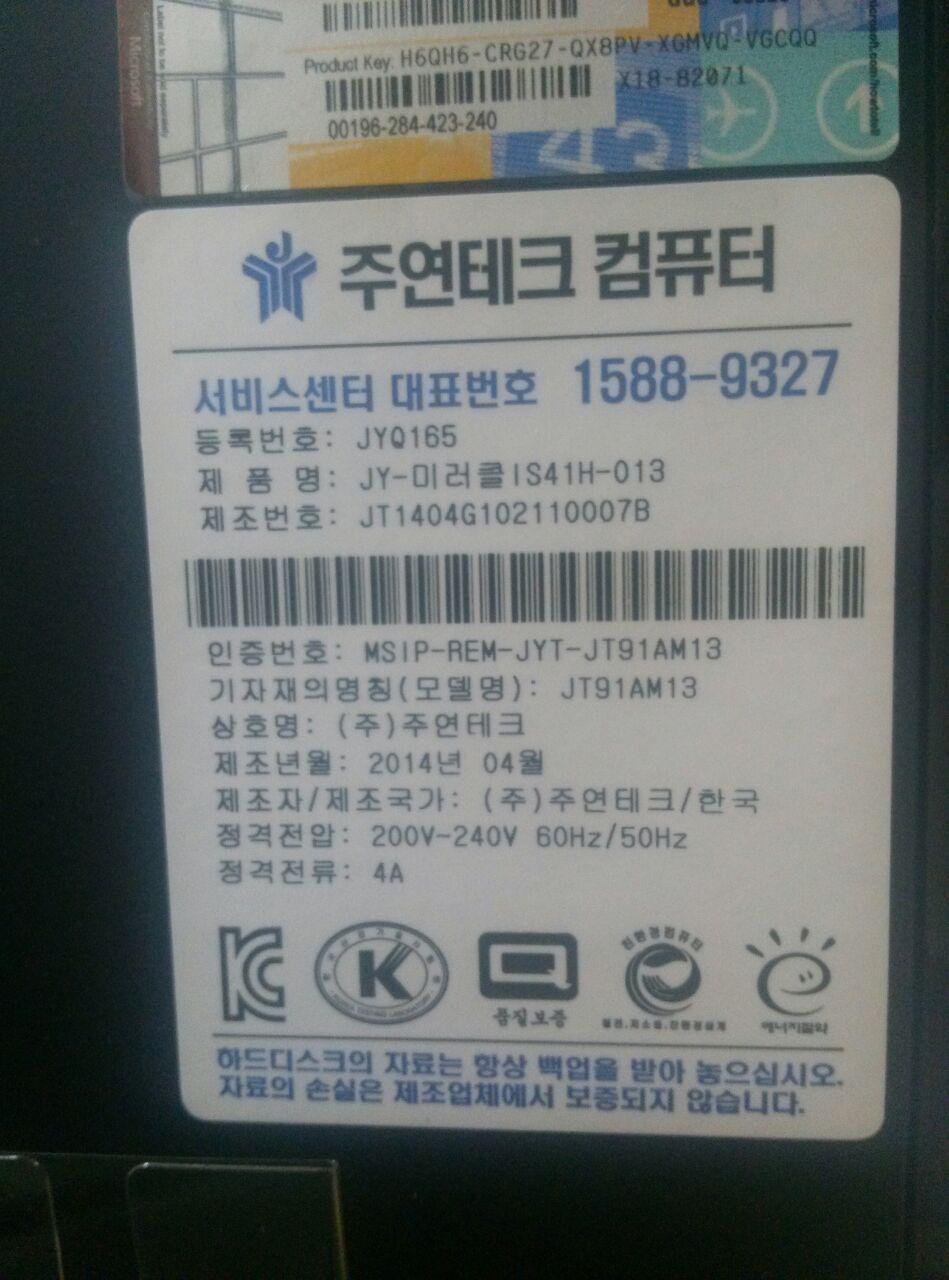 Product Key: H6QH6-CRG27-QX8PV-XGMVQ-VGCQQ
X18-82071
00196-284-423-240
Microsoft
주연테크 컴퓨터
서비스센터 대표번호 1588-9327
등록번호: JYQ165
제 품 명: JY-미러클IS41H-013
제조번호: JT1404G102110007B
인증번호: MSIP-REM-JYT-JT91AM13
기자재의명칭(모델명): JT91AM13
상호명: (주)주연테크
제조년월: 2014년 04월
제조자/제조국가: (주)주연테크/한국
정격전압: 200V~240V 60Hz/50Hz
정격전류: 4A
K
품질보증
친환경컴퓨터
에너지절약
하드디스크의 자료는 항상 백업을 받아 놓으십시오.
자료의 손실은 제조업체에서 보증되지 않습니다.